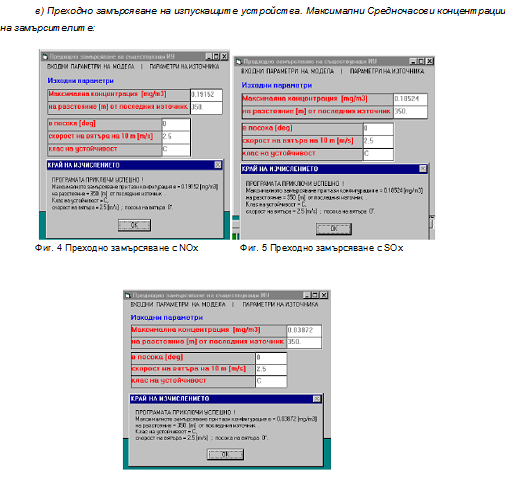 в) Преходно замърсяване на изпускащите устройства. Максимални Средночасови концентрации
на замърсителите:
Преходно замърсяване на съществуващи ИУ
ВХОДНИ ПАРАМЕТРИ НА МОДЕЛА | ПАРАМЕТРИ НА ИЗТОЧНИКА
Изходни параметри
Максимална концентрация [mg/m3] 0.19152
на разстояние [m] от последния източник 350.
в посока [deg] 0
скорост на вятъра на 10 m [m/s] 2.5
клас на устойчивост C
КРАЙ НА ИЗЧИСЛЕНИЕТО
ПРОГРАМАТА ПРИКЛЮЧИ УСПЕШНО !
Максималното замърсяване при тази конфигурация е = 0.19152 [mg/m3]
на разстояние = 350. [m] от последния източник.
Клас на устойчивост = C,
скорост на вятъра = 2.5 [m/s] ; посока на вятъра 0".
OK
Преходно замърсяване на съществуващи ИУ
ВХОДНИ ПАРАМЕТРИ НА МОДЕЛА | ПАРАМЕТРИ НА ИЗТОЧНИКА
Изходни параметри
Максимална концентрация [mg/m3] 0.18524
на разстояние [m] от последния източник 350.
в посока [deg] 0
скорост на вятъра на 10 m [m/s] 2.5
клас на устойчивост C
КРАЙ НА ИЗЧИСЛЕНИЕТО
ПРОГРАМАТА ПРИКЛЮЧИ УСПЕШНО !
Максималното замърсяване при тази конфигурация е = 0.18524 [mg/m3]
на разстояние = 350. [m] от последния източник.
Клас на устойчивост = C,
скорост на вятъра = 2.5 [m/s] ; посока на вятъра 0".
OK
Фиг. 4 Преходно замърсяване с NOx Фиг. 5 Преходно замърсяване с SOx
Преходно замърсяване на съществуващи ИУ
ВХОДНИ ПАРАМЕТРИ НА МОДЕЛА | ПАРАМЕТРИ НА ИЗТОЧНИКА
Изходни параметри
Максимална концентрация [mg/m3] 0.03872
на разстояние [m] от последния източник 350.
в посока [deg] 0
скорост на вятъра на 10 m [m/s] 2.5
клас на устойчивост C
КРАЙ НА ИЗЧИСЛЕНИЕТО
ПРОГРАМАТА ПРИКЛЮЧИ УСПЕШНО !
Максималното замърсяване при тази конфигурация е = 0.03872 [mg/m3]
на разстояние = 350. [m] от последния източник.
Клас на устойчивост = C,
скорост на вятъра = 2.5 [m/s] ; посока на вятъра 0".
OK